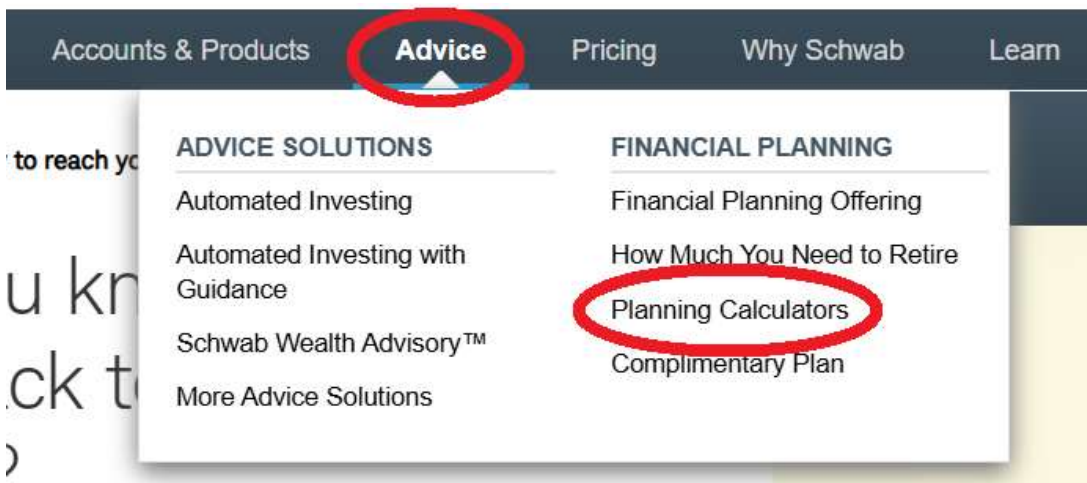 Accounts & Products Advice Pricing Why Schwab Learn
to reach yo
ADVICE SOLUTIONS
Automated Investing
Automated Investing with
Guidance
Schwab Wealth Advisory™
More Advice Solutions
FINANCIAL PLANNING
Financial Planning Offering
How Much You Need to Retire
Planning Calculators
Complimentary Plan
u kn
ck t